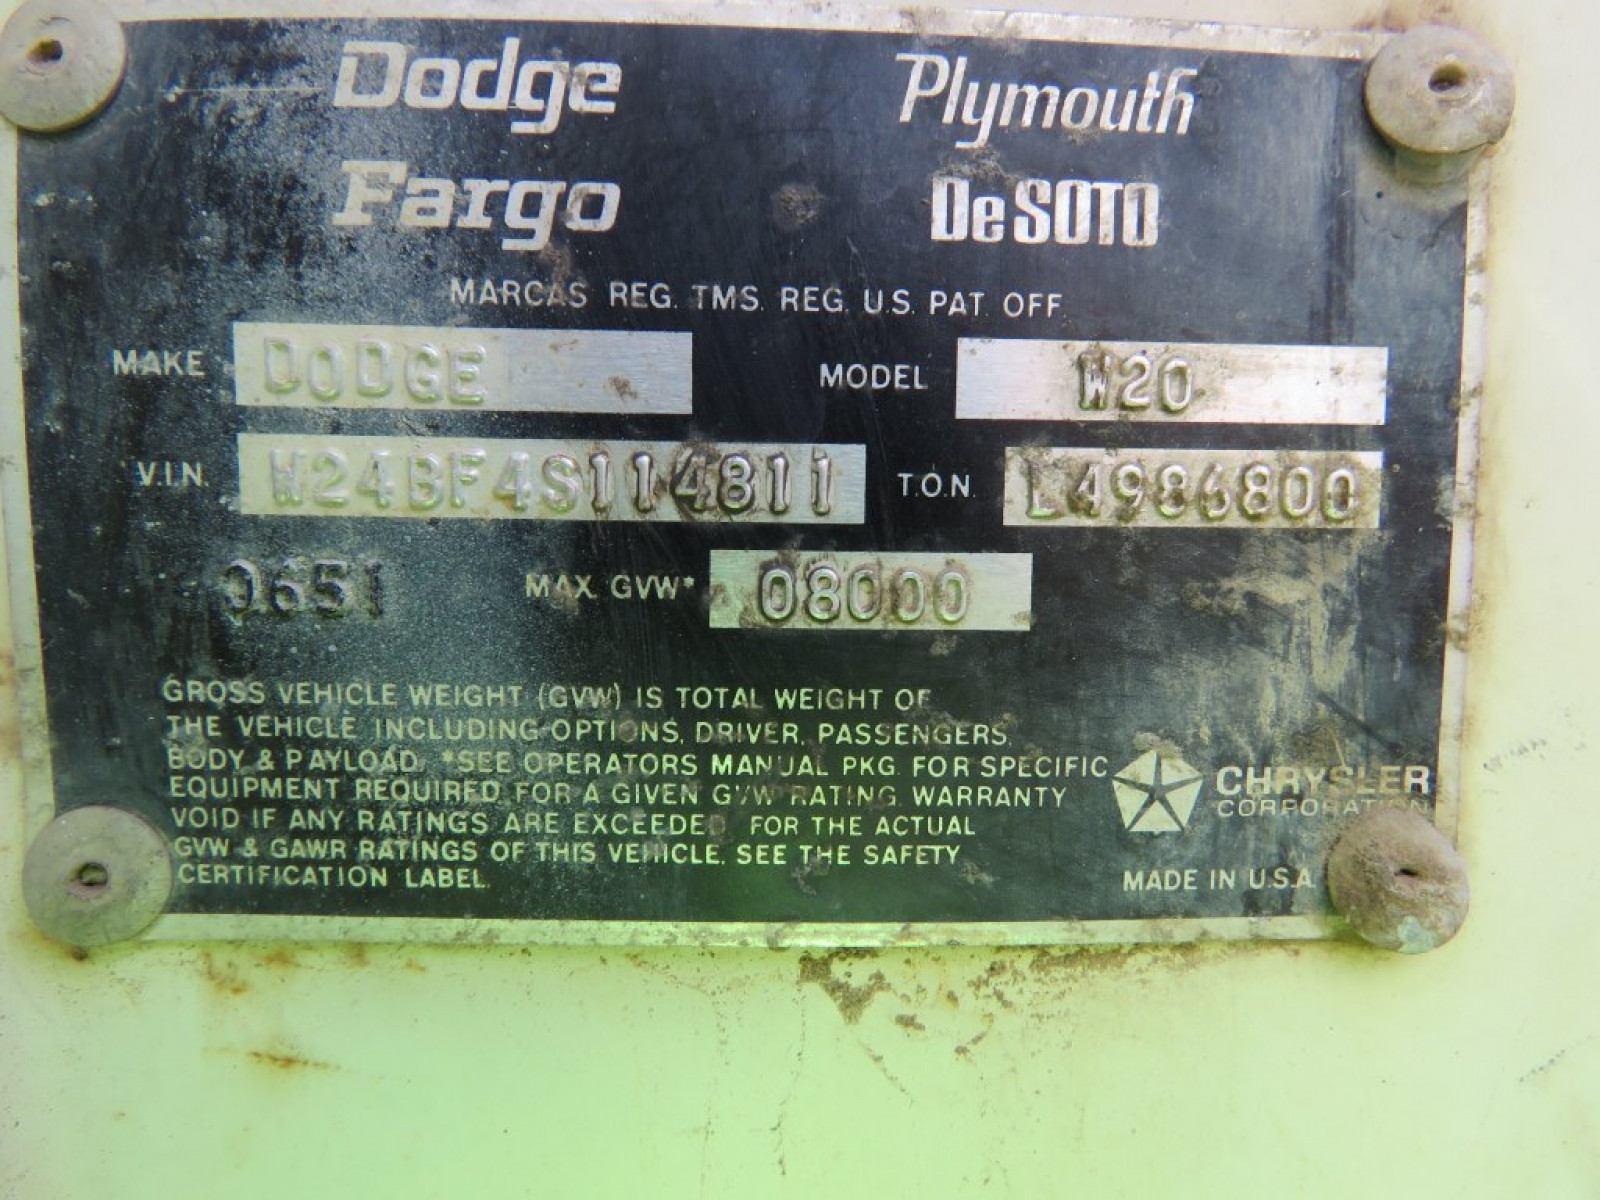 Dodge Plymouth
Fargo DeSOTO
MARCAS REG. TMS. REG. U.S. PAT. OFF.
MAKE DODGE MODEL W20
V.I.N. W24BF4S114811 T.O.N. L4986800
0651 MAX. GVW* 08000
GROSS VEHICLE WEIGHT (GVW) IS TOTAL WEIGHT OF
THE VEHICLE INCLUDING OPTIONS, DRIVER, PASSENGERS,
BODY & PAYLOAD. *SEE OPERATORS MANUAL PKG. FOR SPECIFIC
EQUIPMENT REQUIRED FOR A GIVEN GVW RATING. WARRANTY
VOID IF ANY RATINGS ARE EXCEEDED. FOR THE ACTUAL
GVW & GAWR RATINGS OF THIS VEHICLE, SEE THE SAFETY
CERTIFICATION LABEL.
CHRYSLER
CORPORATION
MADE IN U.S.A.